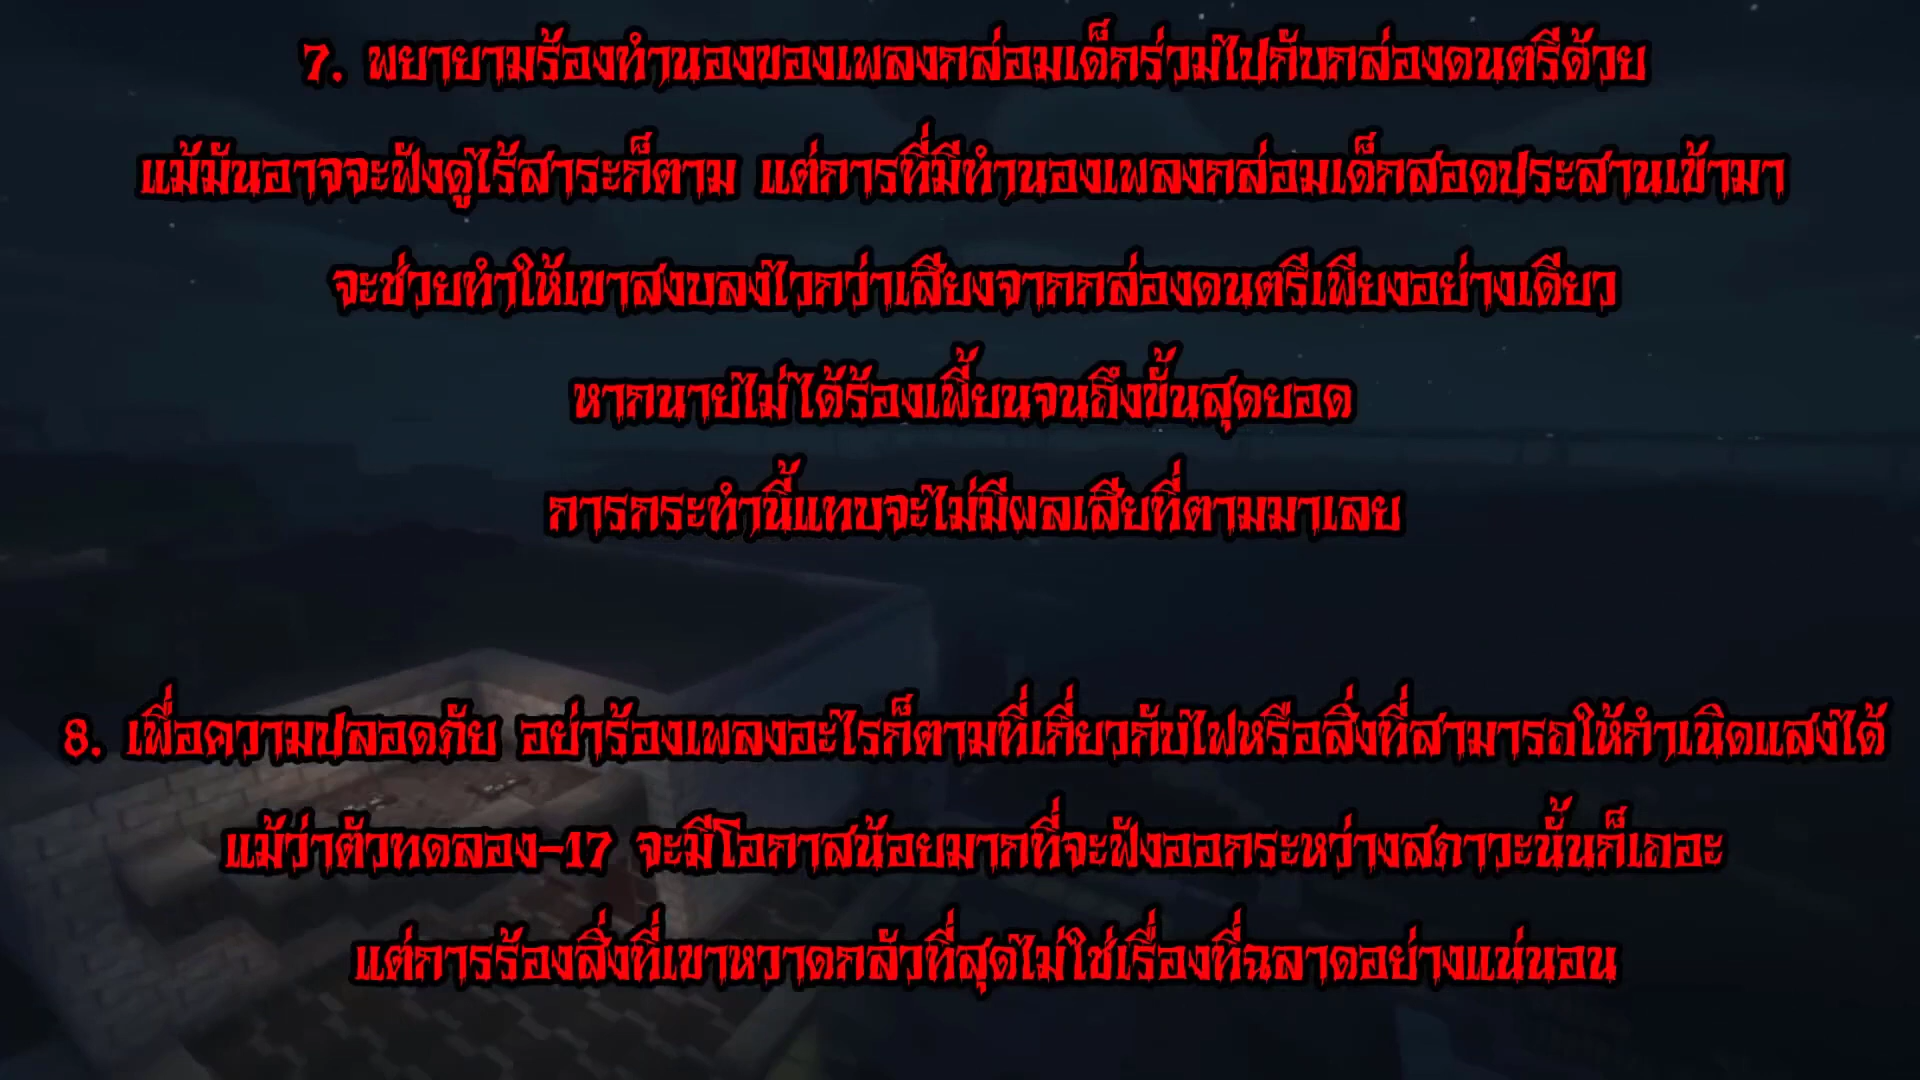 7. พยายามร้องทำนองของเพลงกล่อมเด็กร่วมไปกับกล่องดนตรีด้วย
แม้มันอาจจะฟังดูไร้สาระก็ตาม แต่การที่มีทำนองเพลงกล่อมเด็กสอดประสานเข้ามา
จะช่วยทำให้เขาสงบลงไวกว่าเสียงจากกล่องดนตรีเพียงอย่างเดียว
หากนายไม่ได้ร้องเพี้ยนจนถึงขั้นสุดยอด
การกระทำนี้แทบจะไม่มีผลเสียที่ตามมาเลย
8. เพื่อความปลอดภัย อย่าร้องเพลงอะไรก็ตามที่เกี่ยวกับไฟหรือสิ่งที่สามารถให้กำเนิดแสงได้
แม้ว่าตัวทดลอง-17 จะมีโอกาสน้อยมากที่จะฟังออกระหว่างสภาวะนั้นก็เถอะ
แต่การร้องสิ่งที่เขาหวาดกลัวที่สุดไม่ใช่เรื่องที่ฉลาดอย่างแน่นอน